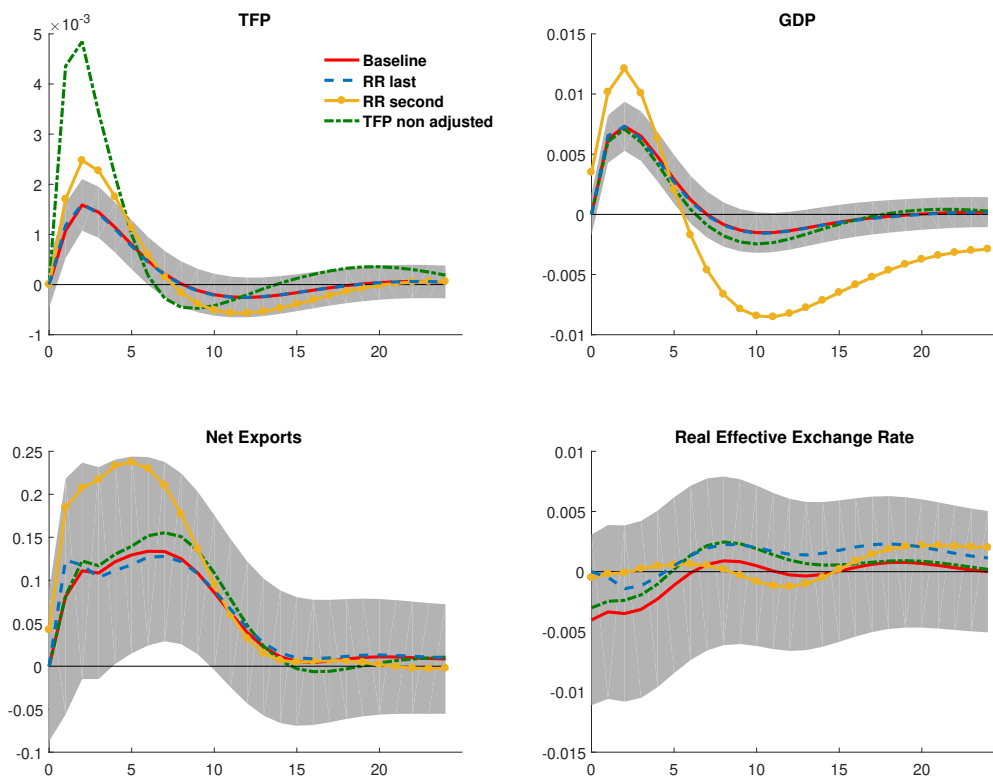 TFP
×10⁻³
5
4
3
2
1
0
-1
0 5 10 15 20
Baseline
RR last
RR second
TFP non adjusted
GDP
0.015
0.01
0.005
0
-0.005
-0.01
0 5 10 15 20
Net Exports
0.25
0.2
0.15
0.1
0.05
0
-0.05
-0.1
0 5 10 15 20
Real Effective Exchange Rate
0.01
0.005
0
-0.005
-0.01
-0.015
0 5 10 15 20